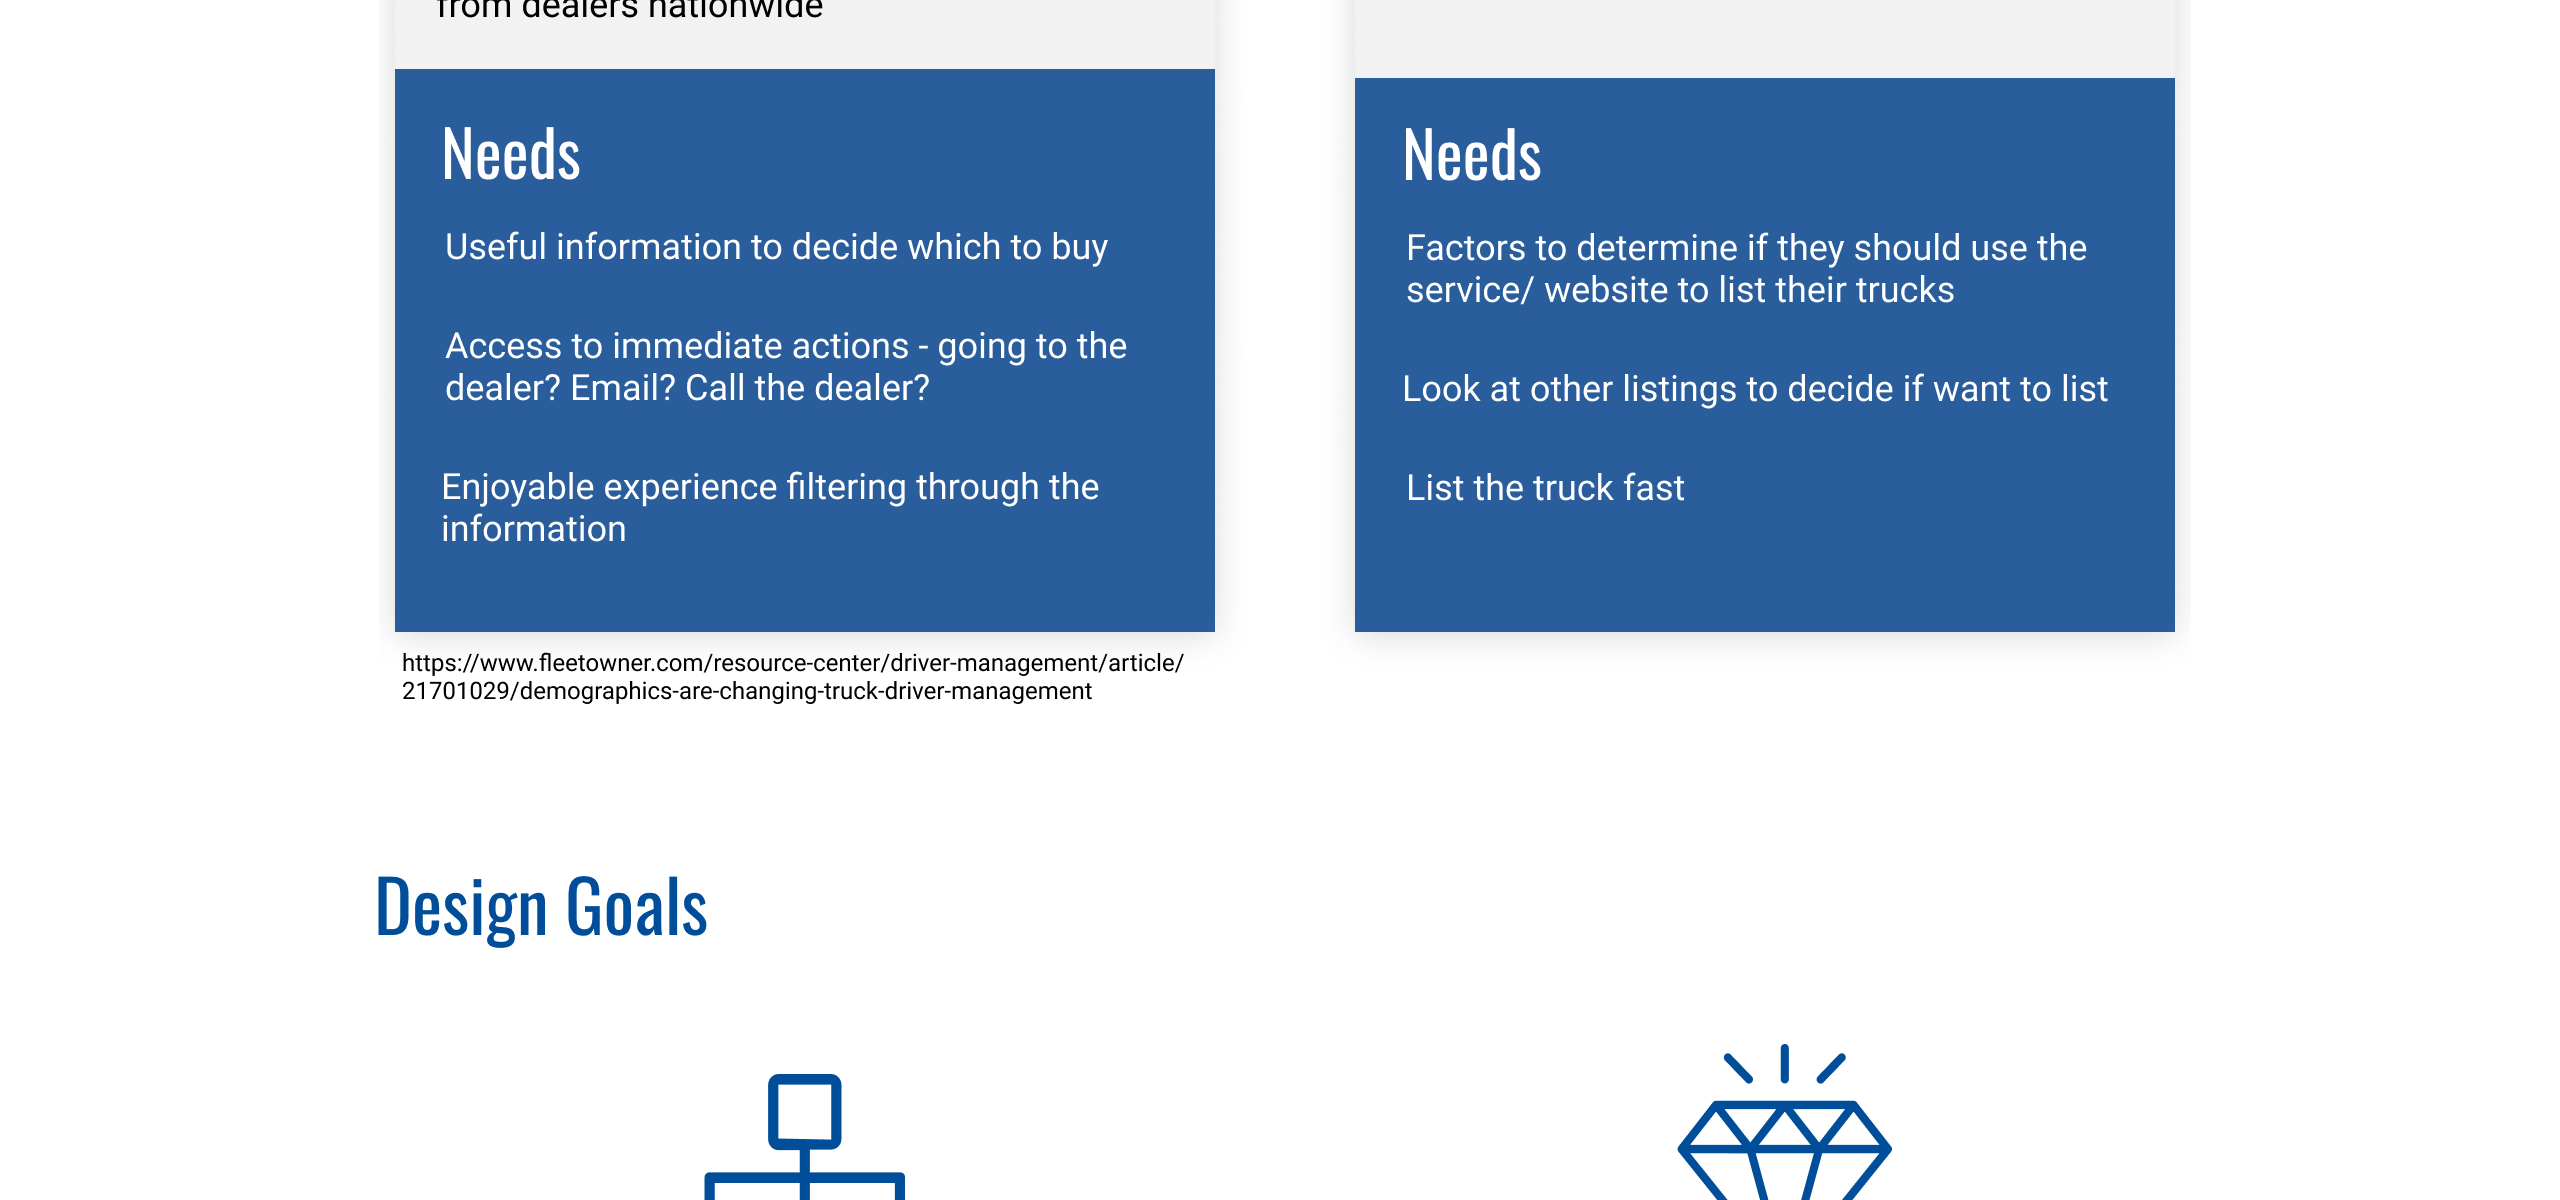 from dealers nationwide
Needs
Useful information to decide which to buy
Access to immediate actions - going to the
dealer? Email? Call the dealer?
Enjoyable experience filtering through the
information
https://www.fleetowner.com/resource-center/driver-management/article/
21701029/demographics-are-changing-truck-driver-management
Needs
Factors to determine if they should use the
service/ website to list their trucks
Look at other listings to decide if want to list
List the truck fast
Design Goals